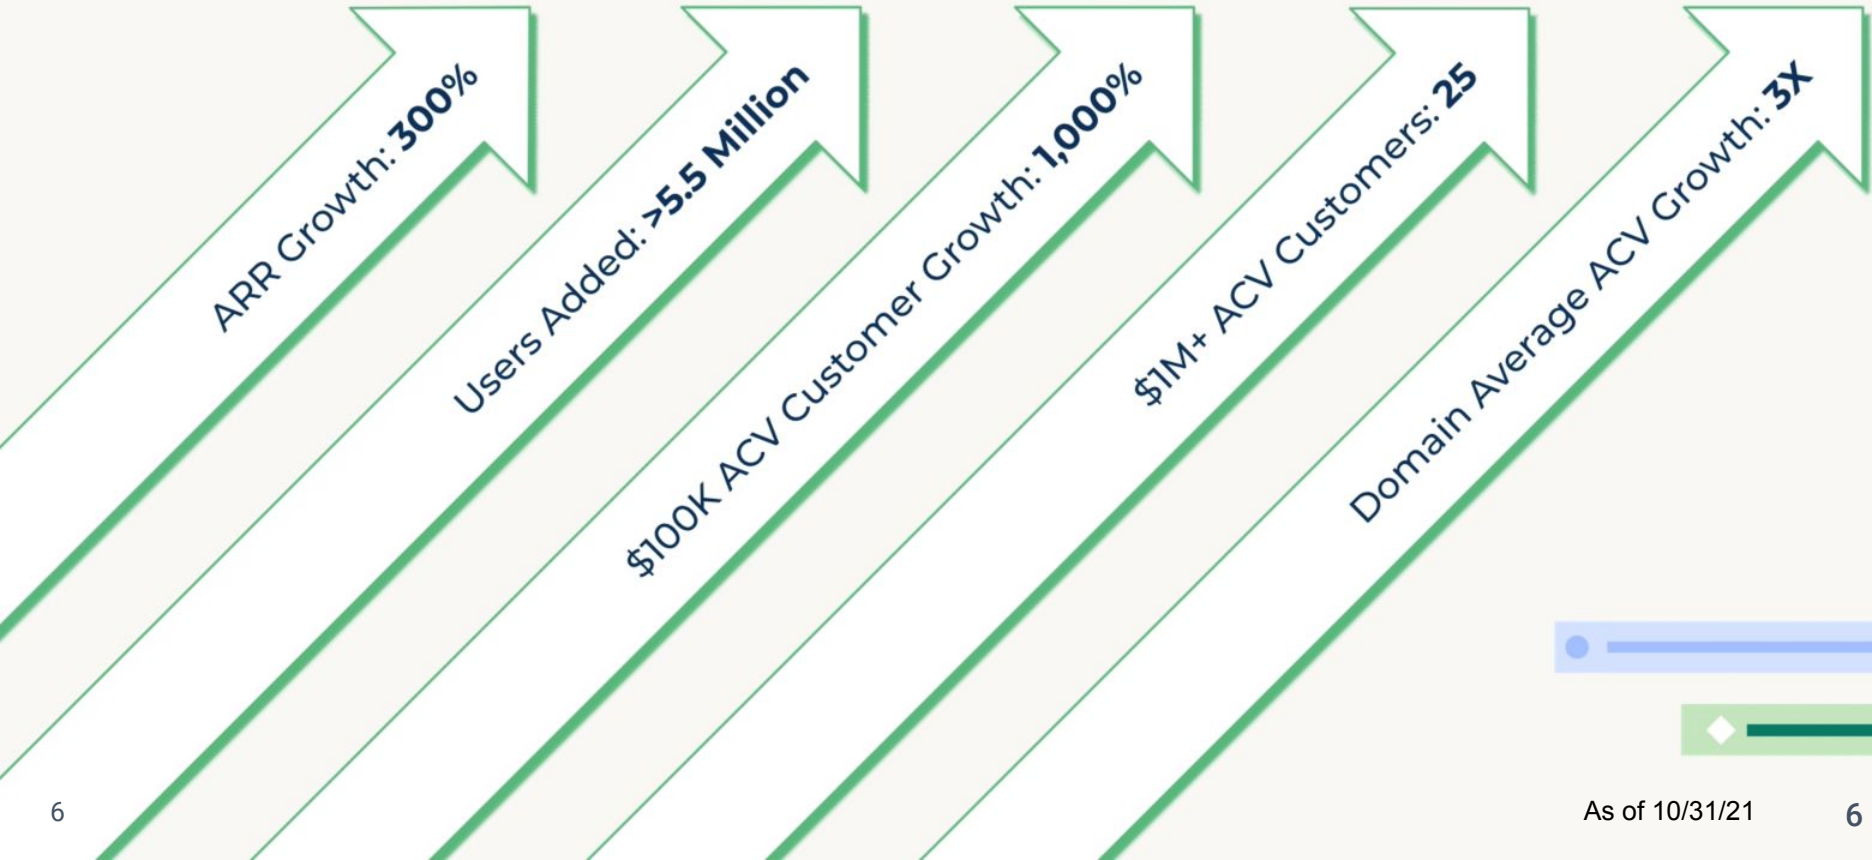 ARR Growth: 300%
Users Added: >5.5 Million
$100K ACV Customer Growth: 1,000%
$1M+ ACV Customers: 25
Domain Average ACV Growth: 3X
6
As of 10/31/21
6